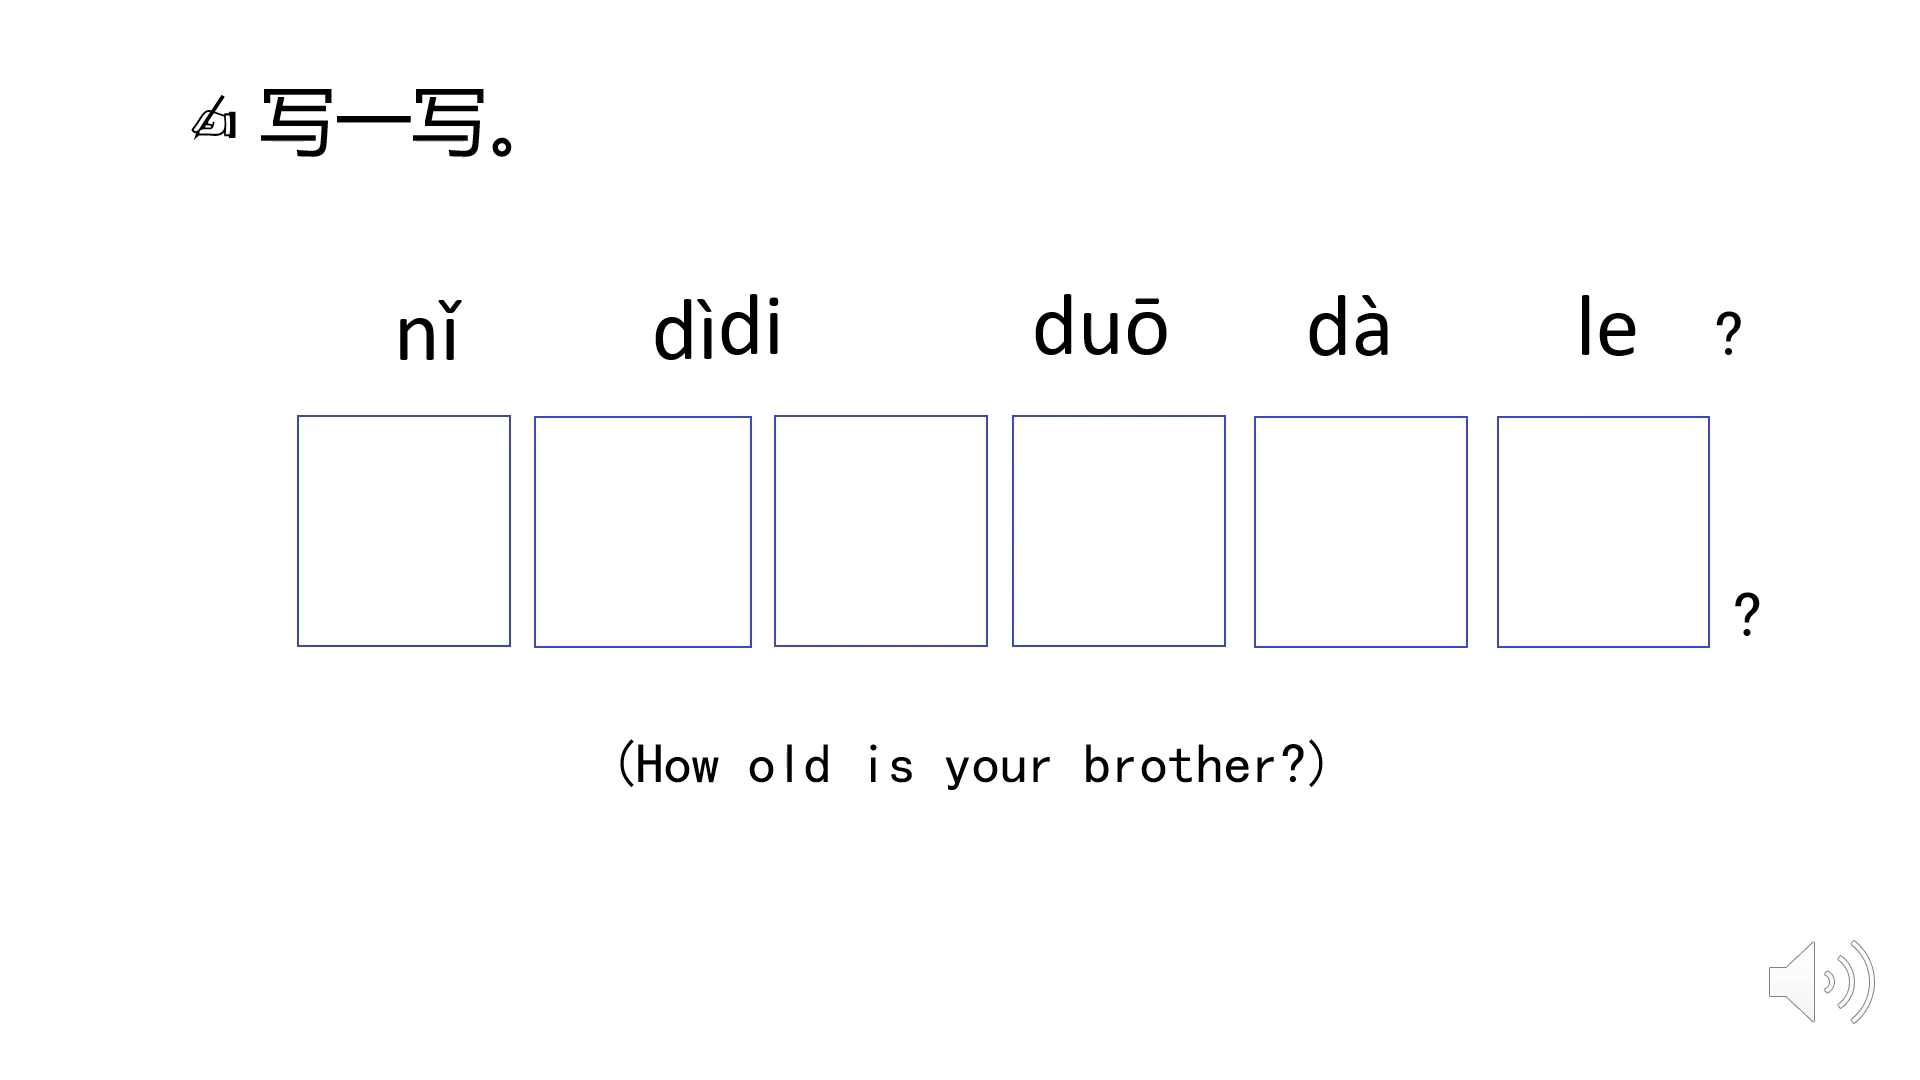 ✍ 写一写。
nǐ dìdi duō dà le ?
?
(How old is your brother?)